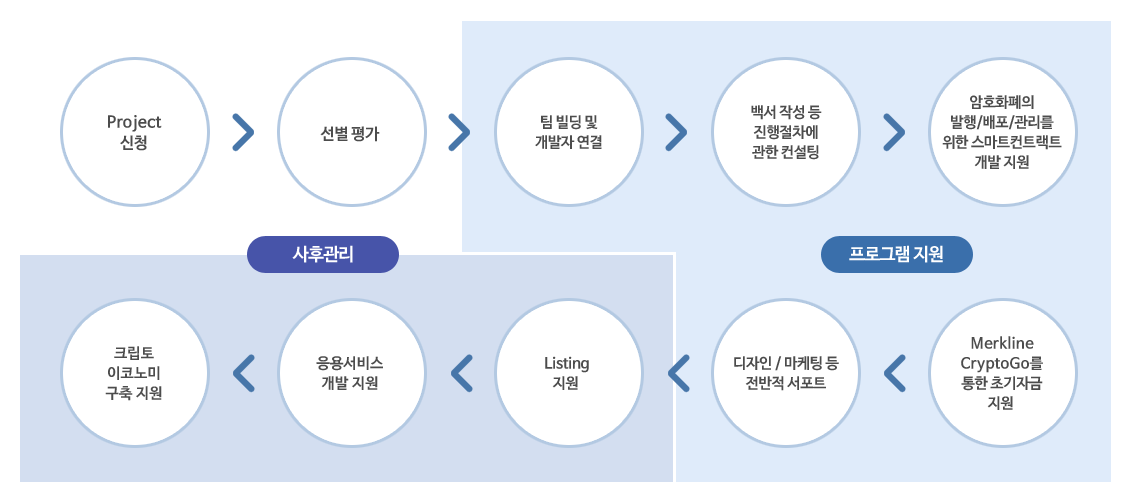 Project
신청
선별 평가
팀 빌딩 및
개발자 연결
백서 작성 등
진행절차에
관한 컨설팅
암호화폐의
발행/배포/관리를
위한 스마트컨트랙트
개발 지원
사후관리
프로그램 지원
크립토
이코노미
구축 지원
응용서비스
개발 지원
Listing
지원
디자인 / 마케팅 등
전반적 서포트
Merkline
CryptoGo를
통한 초기자금
지원